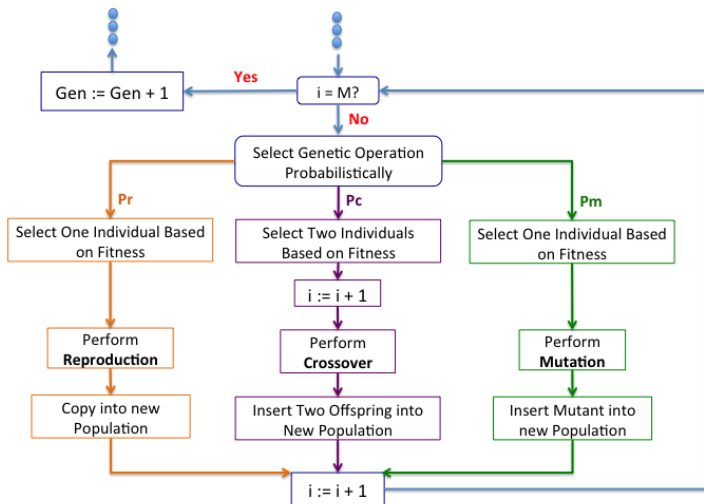 Yes
Gen := Gen + 1
i = M?
No
Select Genetic Operation
Probabilistically
Pr
Pc
Pm
Select One Individual Based
on Fitness
Select Two Individuals
Based on Fitness
Select One Individual Based
on Fitness
i := i + 1
Perform
Reproduction
Perform
Crossover
Perform
Mutation
Copy into new
Population
Insert Two Offspring into
New Population
Insert Mutant into
new Population
i := i + 1